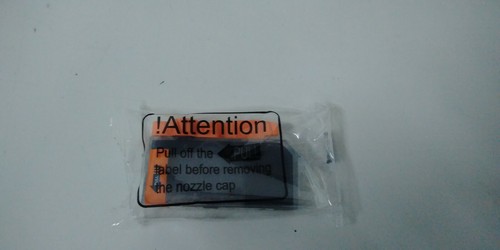 !Attention
Pull off the
label before removing
the nozzle cap